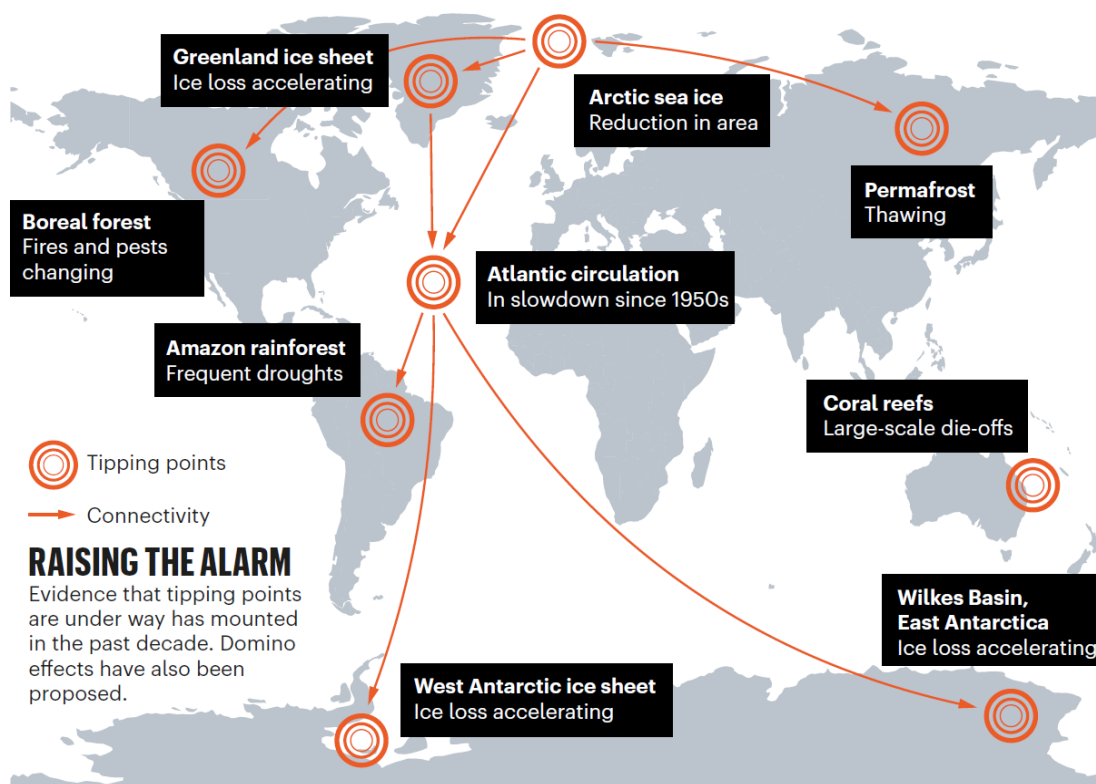 Greenland ice sheet
Ice loss accelerating
Arctic sea ice
Reduction in area
Permafrost
Thawing
Boreal forest
Fires and pests
changing
Atlantic circulation
In slowdown since 1950s
Amazon rainforest
Frequent droughts
Coral reefs
Large-scale die-offs
Tipping points
Connectivity
RAISING THE ALARM
Evidence that tipping points
are under way has mounted
in the past decade. Domino
effects have also been
proposed.
Wilkes Basin,
East Antarctica
Ice loss accelerating
West Antarctic ice sheet
Ice loss accelerating